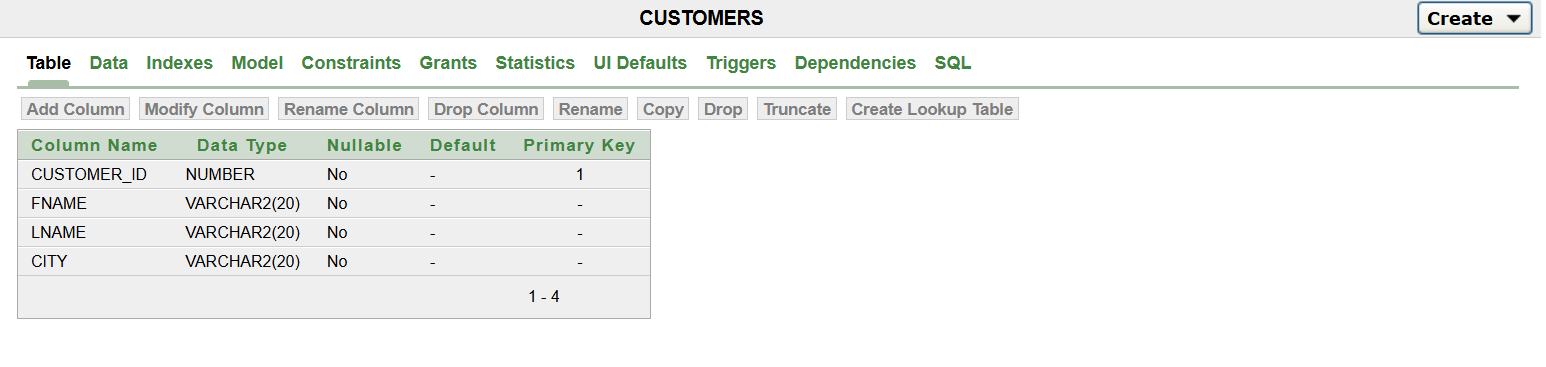 CUSTOMERS
Create
Table Data Indexes Model Constraints Grants Statistics UI Defaults Triggers Dependencies SQL
Add Column Modify Column Rename Column Drop Column Rename Copy Drop Truncate Create Lookup Table
Column Name Data Type Nullable Default Primary Key
CUSTOMER_ID NUMBER No - 1
FNAME VARCHAR2(20) No - -
LNAME VARCHAR2(20) No - -
CITY VARCHAR2(20) No - -
1 - 4